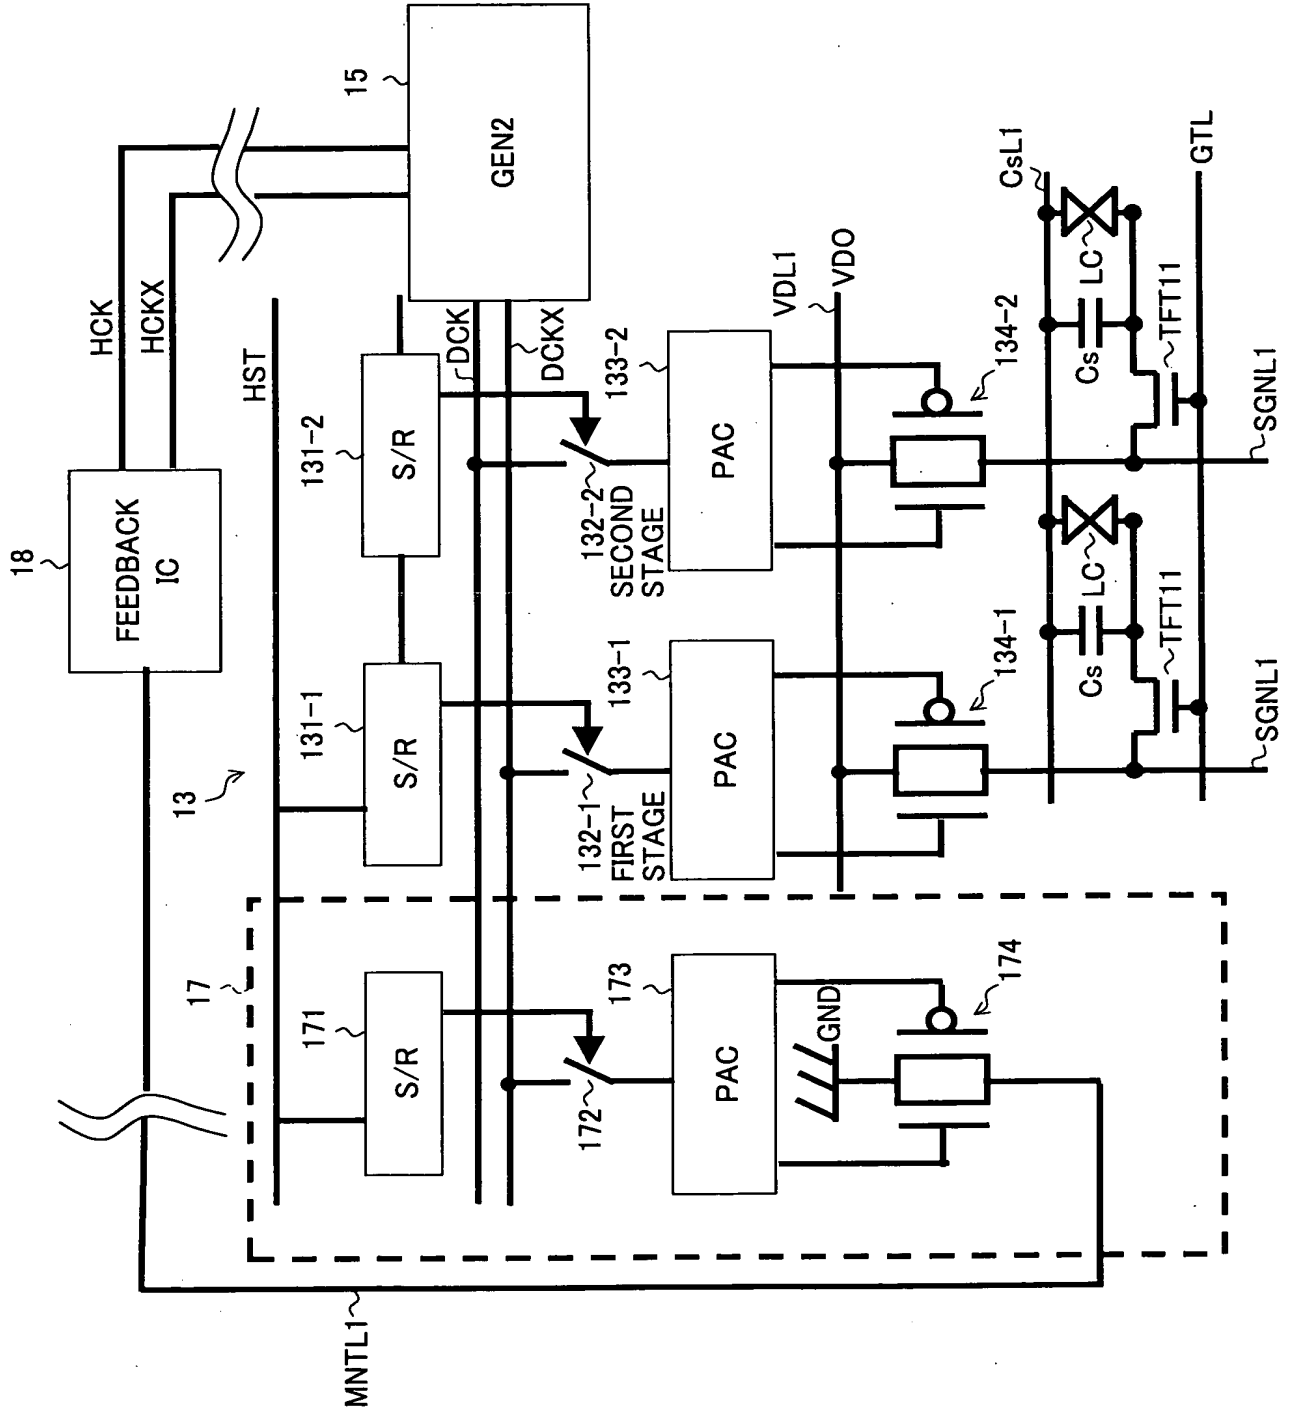 18
FEEDBACK
IC
HCK
HCKX
15
GEN2
13
HST
17
171
S/R
131-1
S/R
131-2
S/R
DCK
DCKX
172
132-1
FIRST
STAGE
132-2
SECOND
STAGE
173
PAC
133-1
PAC
133-2
PAC
VDL1
VDO
GND
174
134-1
134-2
CsL1
Cs
LC
Cs
LC
TFT11
TFT11
GTL
SGNL1
SGNL1
MNTL1